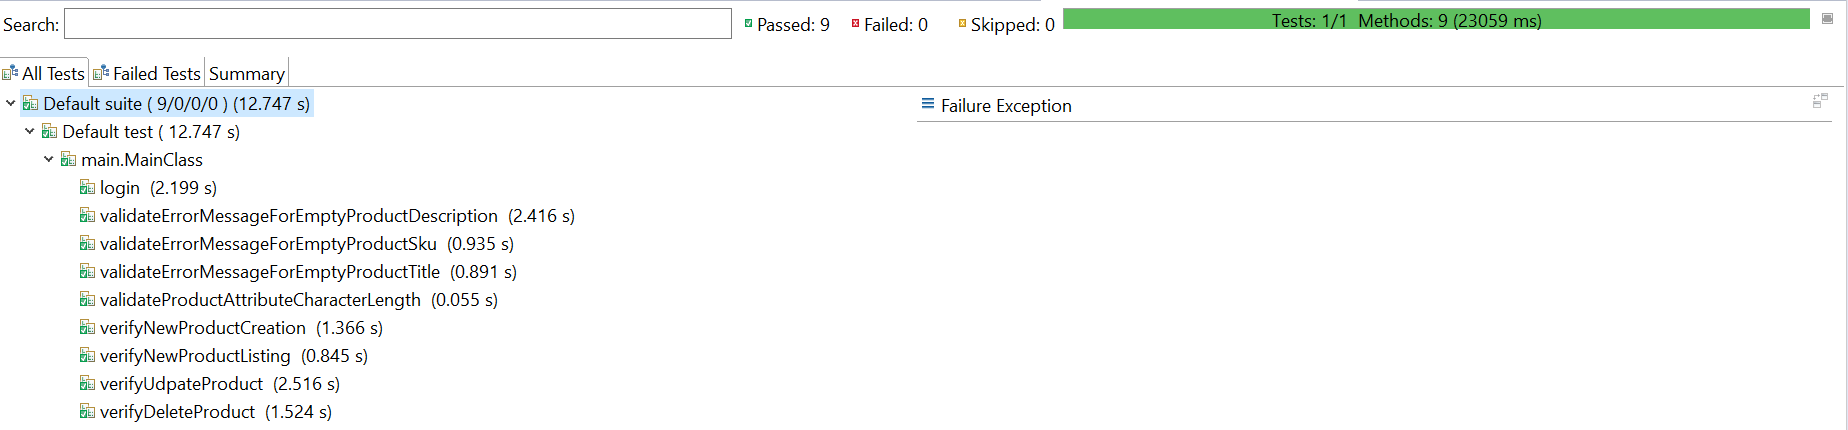 Search: Passed: 9 Failed: 0 Skipped: 0 Tests: 1/1 Methods: 9 (23059 ms)
All Tests Failed Tests Summary
Default suite ( 9/0/0/0 ) (12.747 s)
Failure Exception
Default test ( 12.747 s)
main.MainClass
login (2.199 s)
validateErrorMessageForEmptyProductDescription (2.416 s)
validateErrorMessageForEmptyProductSku (0.935 s)
validateErrorMessageForEmptyProductTitle (0.891 s)
validateProductAttributeCharacterLength (0.055 s)
verifyNewProductCreation (1.366 s)
verifyNewProductListing (0.845 s)
verifyUdpateProduct (2.516 s)
verifyDeleteProduct (1.524 s)